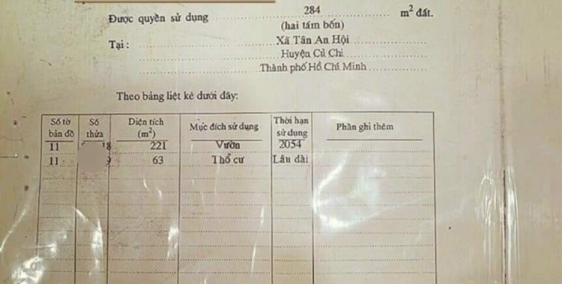 Được quyền sử dụng 284 m² đất.
(hai tám bốn)
Tại : Xã Tân An Hội
Huyện Củ Chi
Thành phố Hồ Chí Minh
Theo bảng liệt kê dưới đây:
Số tờ bản đồ Số thửa Diện tích (m²) Mục đích sử dụng Thời hạn sử dụng Phần ghi thêm
11 8 221 Vườn 2054
11 9 63 Thổ cư Lâu dài